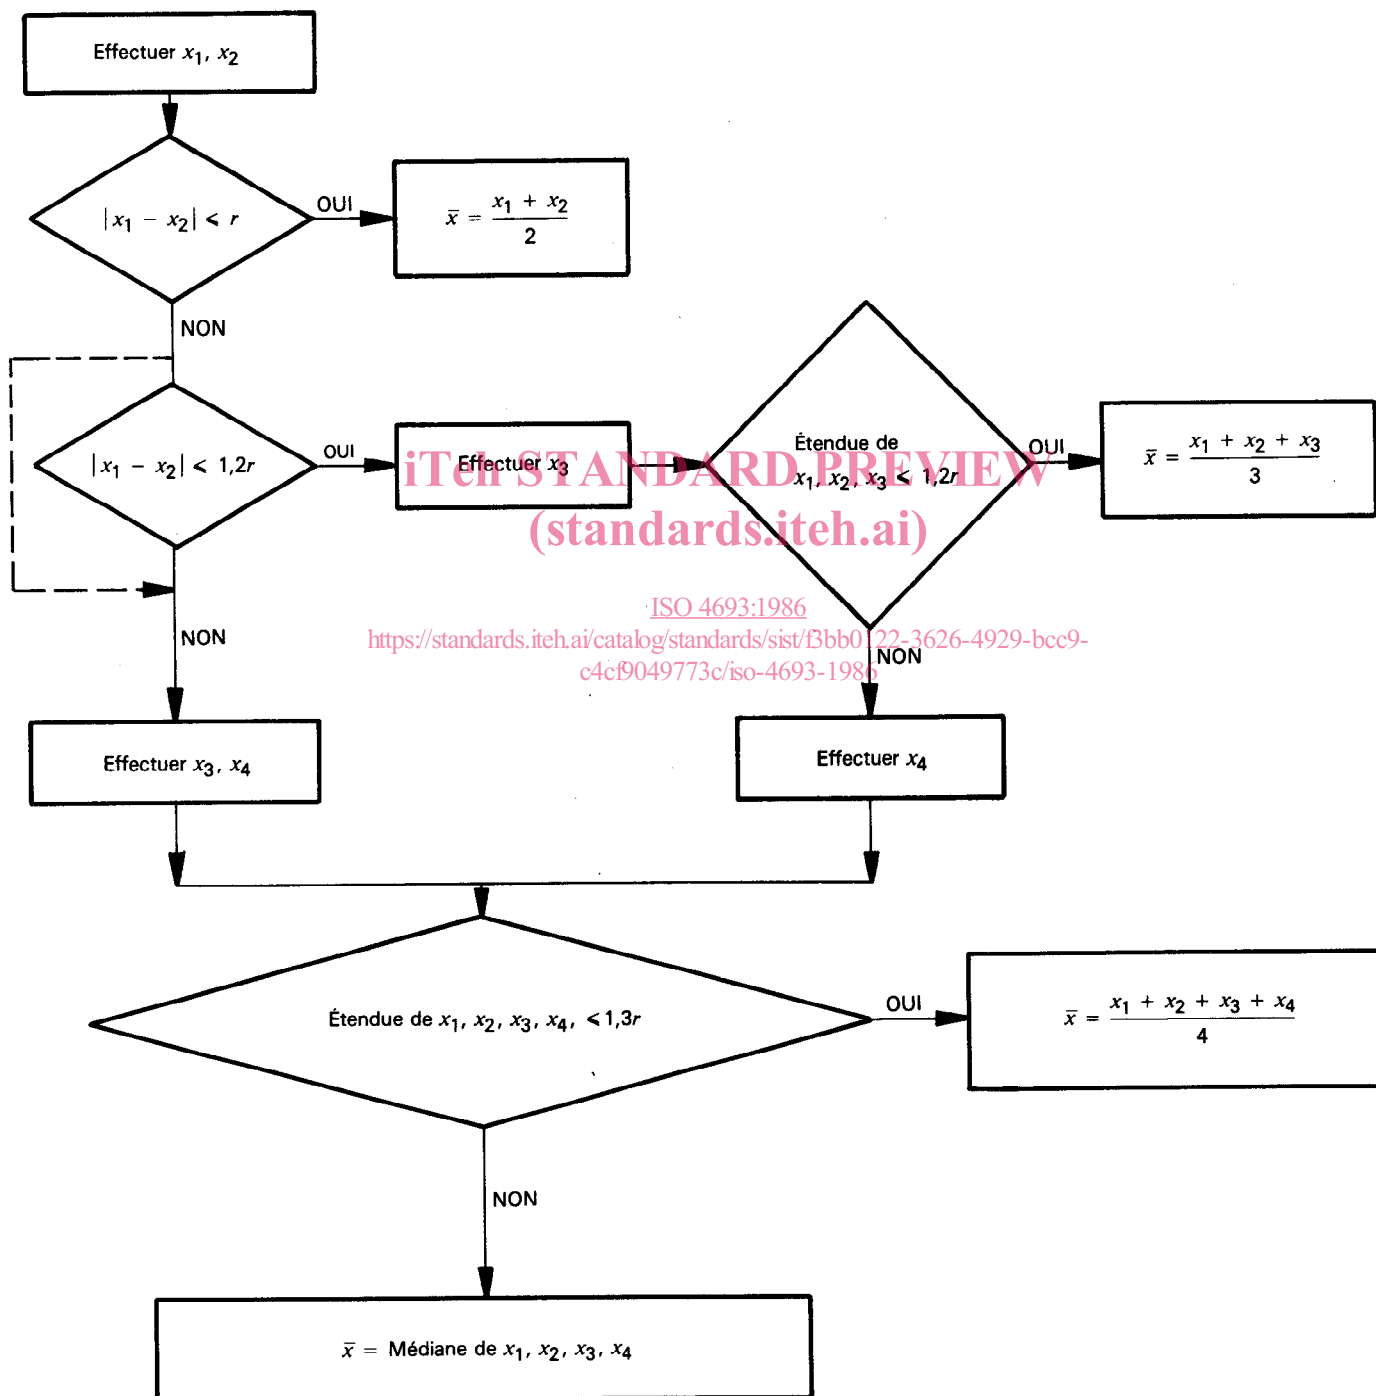 Effectuer x₁, x₂
|x₁ − x₂| ⩽ r
OUI
x̄ = (x₁ + x₂) / 2
NON
|x₁ − x₂| ⩽ 1,2r
OUI
Effectuer x₃
Étendue de
x₁, x₂, x₃ ⩽ 1,2r
OUI
x̄ = (x₁ + x₂ + x₃) / 3
iTeh STANDARD PREVIEW
(standards.iteh.ai)
ISO 4693:1986
https://standards.iteh.ai/catalog/standards/sist/f3bb0122-3626-4929-bcc9-
c4cf9049773c/iso-4693-1986
NON
NON
Effectuer x₃, x₄
Effectuer x₄
Étendue de x₁, x₂, x₃, x₄, ⩽ 1,3r
OUI
x̄ = (x₁ + x₂ + x₃ + x₄) / 4
NON
x̄ = Médiane de x₁, x₂, x₃, x₄